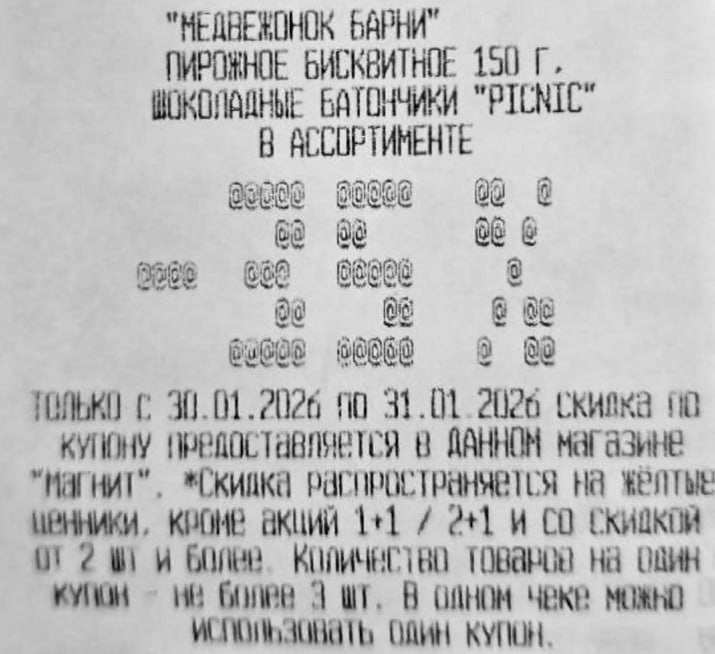 "МЕДВЕЖОНОК БАРНИ"
ПИРОЖНОЕ БИСКВИТНОЕ 150 Г.
ШОКОЛАДНЫЕ БАТОНЧИКИ "PICNIC"
В АССОРТИМЕНТЕ
@@@@@ @@@@@ @@ @
@@ @@ @@ @
@@@@ @@@ @@@@@ @
@@ @@ @ @@
@@@@@ @@@@@ @ @@
ТОЛЬКО С 30.01.2026 по 31.01.2026 скидка по
купону предоставляется в ДАННОМ магазине
"Магнит". *Скидка распространяется на жёлтые
ценники, кроме акций 1+1 / 2+1 и со скидкой
от 2 шт и более. Количество товаров на один
купон - не более 3 шт. В одном чеке можно
использовать один купон.